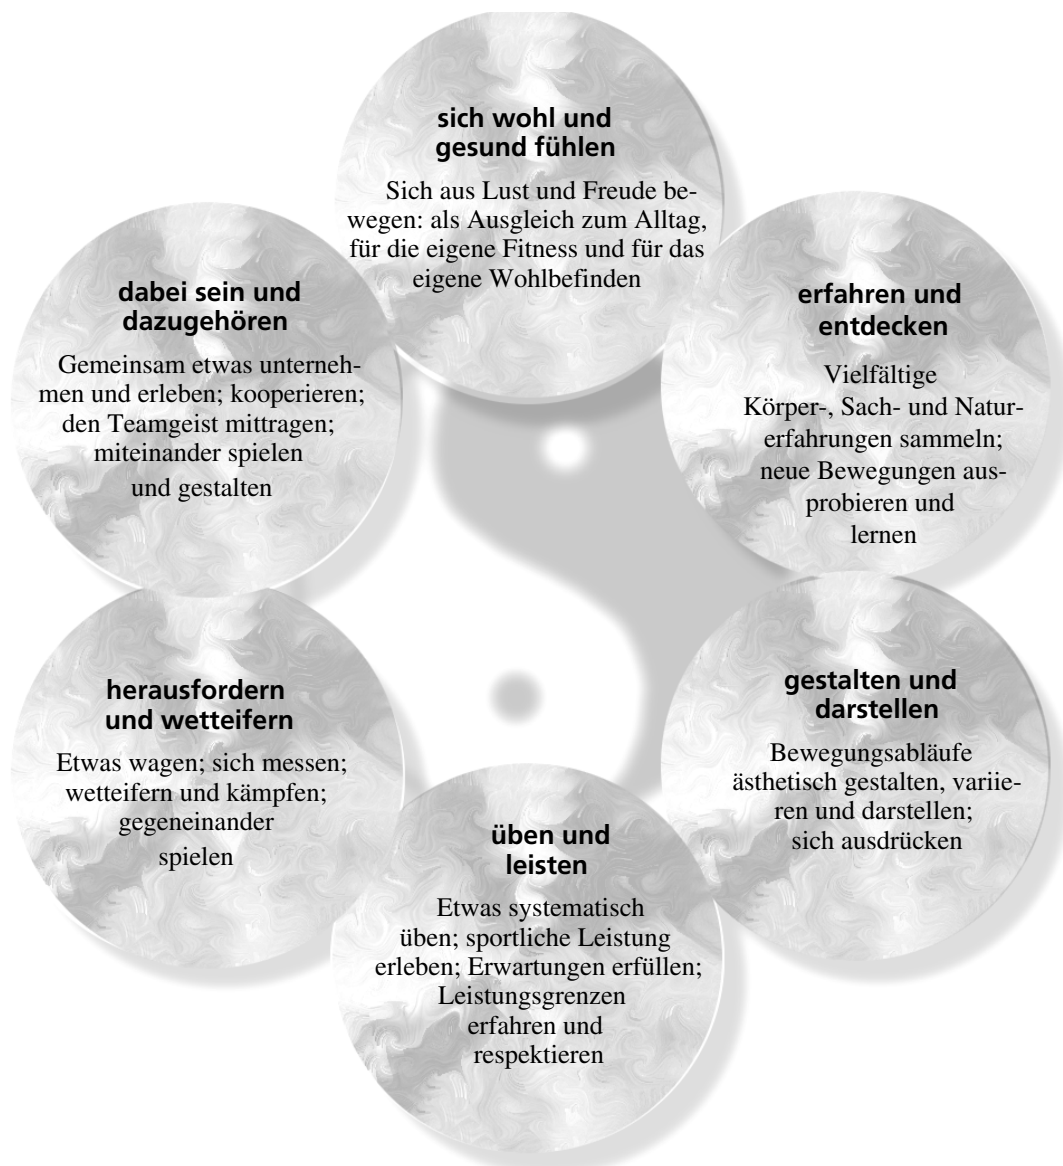 sich wohl und
gesund fühlen
Sich aus Lust und Freude be-
wegen: als Ausgleich zum Alltag,
für die eigene Fitness und für das
eigene Wohlbefinden
erfahren und
entdecken
Vielfältige
Körper-, Sach- und Natur-
erfahrungen sammeln;
neue Bewegungen aus-
probieren und
lernen
gestalten und
darstellen
Bewegungsabläufe
ästhetisch gestalten, variie-
ren und darstellen;
sich ausdrücken
üben und
leisten
Etwas systematisch
üben; sportliche Leistung
erleben; Erwartungen erfüllen;
Leistungsgrenzen
erfahren und
respektieren
herausfordern
und wetteifern
Etwas wagen; sich messen;
wetteifern und kämpfen;
gegeneinander
spielen
dabei sein und
dazugehören
Gemeinsam etwas unterneh-
men und erleben; kooperieren;
den Teamgeist mittragen;
miteinander spielen
und gestalten